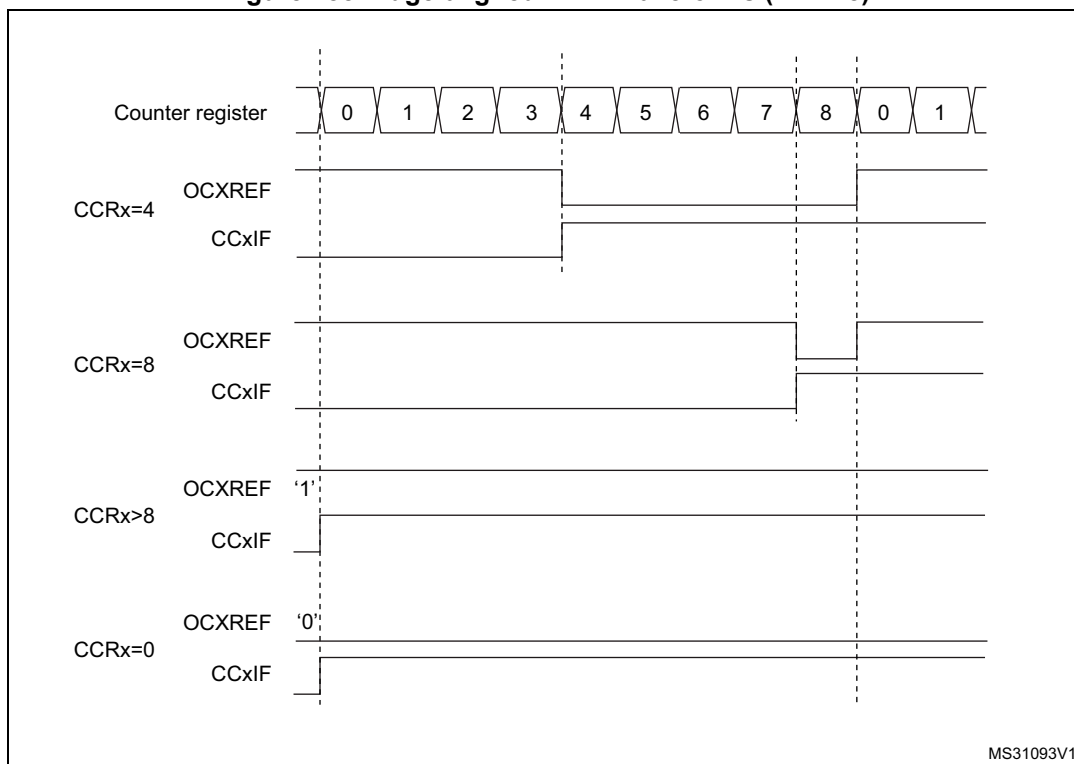 Counter register 0 1 2 3 4 5 6 7 8 0 1
OCXREF
CCRx=4
CCxIF
OCXREF
CCRx=8
CCxIF
OCXREF '1'
CCRx>8
CCxIF
OCXREF '0'
CCRx=0
CCxIF
MS31093V1